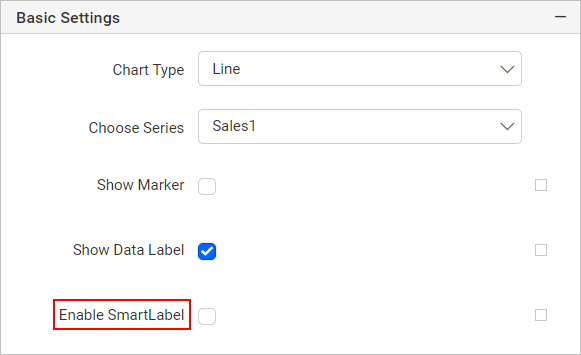 Basic Settings
Chart Type Line
Choose Series Sales1
Show Marker
Show Data Label
Enable SmartLabel